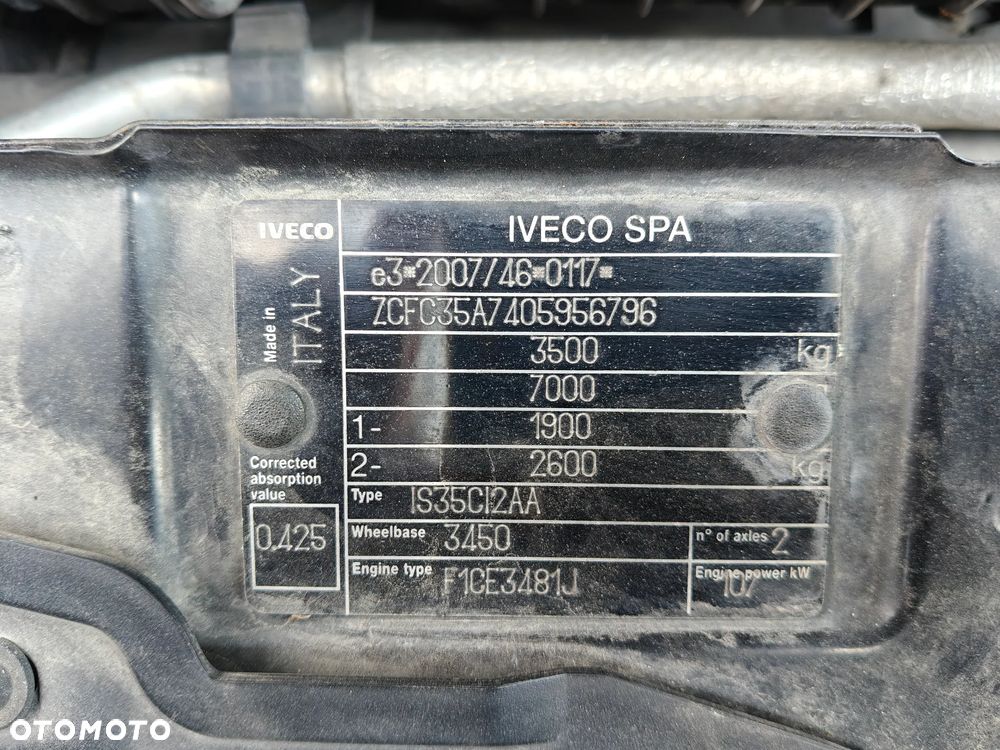 IVECO
IVECO SPA
Made in
ITALY
e3*2007/46*0117*
ZCFC35A7405956796
3500 kg
7000
1- 1900
2- 2600 kg
Corrected
absorption
value
0.425
Type IS35CI2AA
Wheelbase 3450
n° of axles 2
Engine type F1CE3481J
Engine power kW
107
OTOMOTO